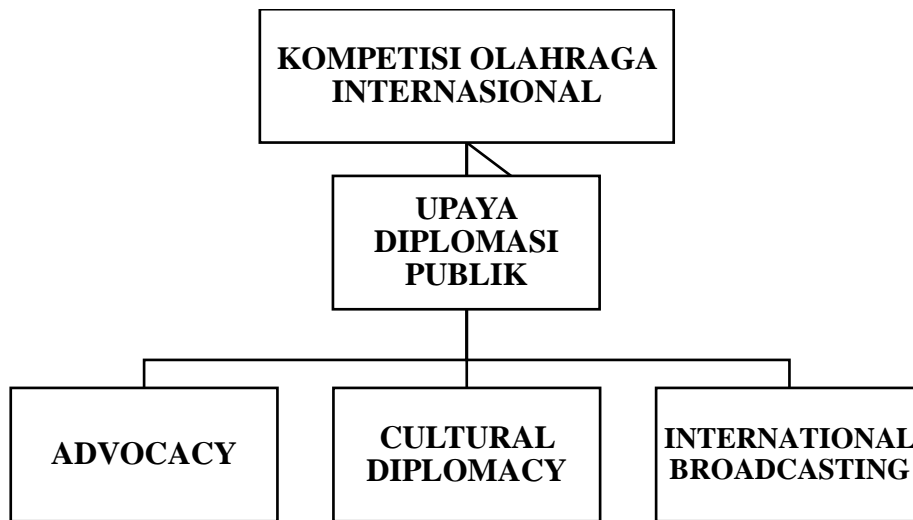 KOMPETISI OLAHRAGA
INTERNASIONAL
UPAYA
DIPLOMASI
PUBLIK
ADVOCACY
CULTURAL
DIPLOMACY
INTERNATIONAL
BROADCASTING